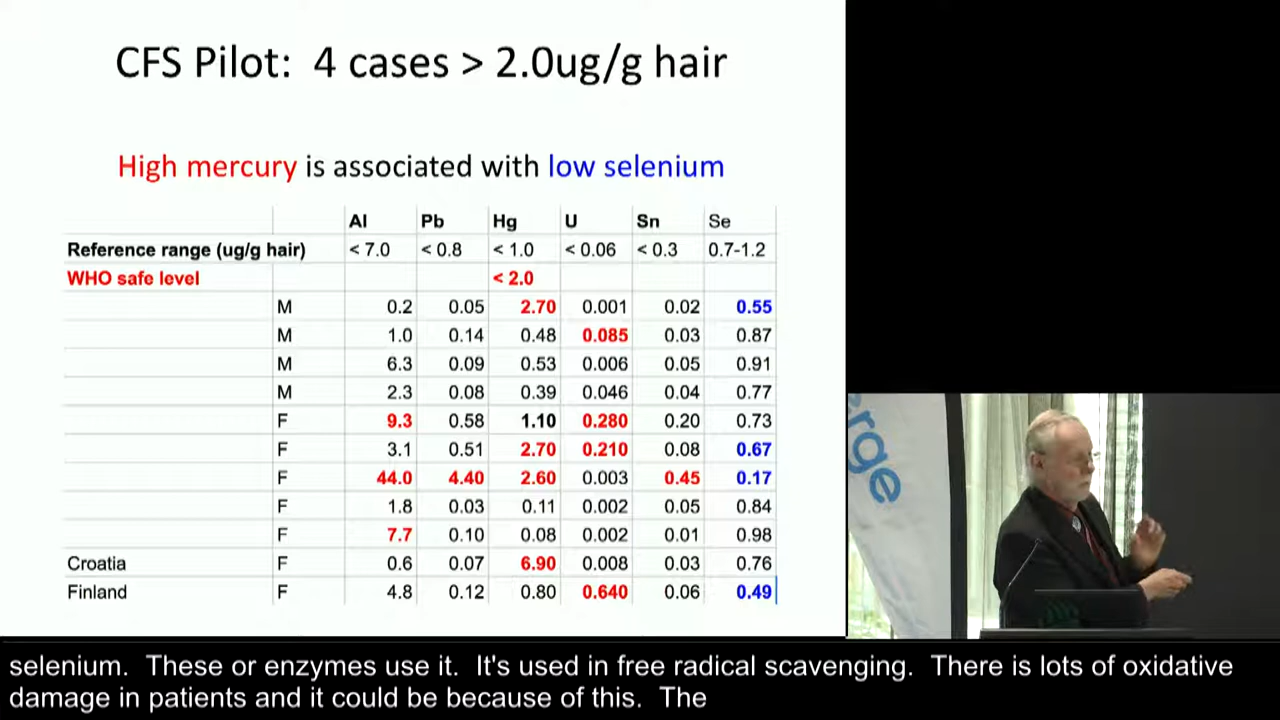 CFS Pilot: 4 cases > 2.0ug/g hair
High mercury is associated with low selenium
Al Pb Hg U Sn Se
Reference range (ug/g hair) < 7.0 < 0.8 < 1.0 < 0.06 < 0.3 0.7-1.2
WHO safe level < 2.0
M 0.2 0.05 2.70 0.001 0.02 0.55
M 1.0 0.14 0.48 0.085 0.03 0.87
M 6.3 0.09 0.53 0.006 0.05 0.91
M 2.3 0.08 0.39 0.046 0.04 0.77
F 9.3 0.58 1.10 0.280 0.20 0.73
F 3.1 0.51 2.70 0.210 0.08 0.67
F 44.0 4.40 2.60 0.003 0.45 0.17
F 1.8 0.03 0.11 0.002 0.05 0.84
F 7.7 0.10 0.08 0.002 0.01 0.98
Croatia F 0.6 0.07 6.90 0.008 0.03 0.76
Finland F 4.8 0.12 0.80 0.640 0.06 0.49
erge
selenium. These or enzymes use it. It's used in free radical scavenging. There is lots of oxidative
damage in patients and it could be because of this. The